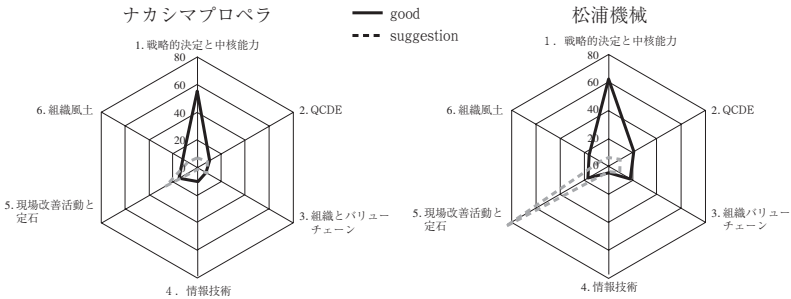 ナカシマプロペラ
good
suggestion
松浦機械
1. 戦略的決定と中核能力
80
60
40
20
0
2. QCDE
3. 組織とバリュー
チェーン
4. 情報技術
5. 現場改善活動と
定石
6. 組織風土
１. 戦略的決定と中核能力
80
60
40
20
0
2. QCDE
3. 組織バリュー
チェーン
4. 情報技術
5. 現場改善活動と
定石
6. 組織風土